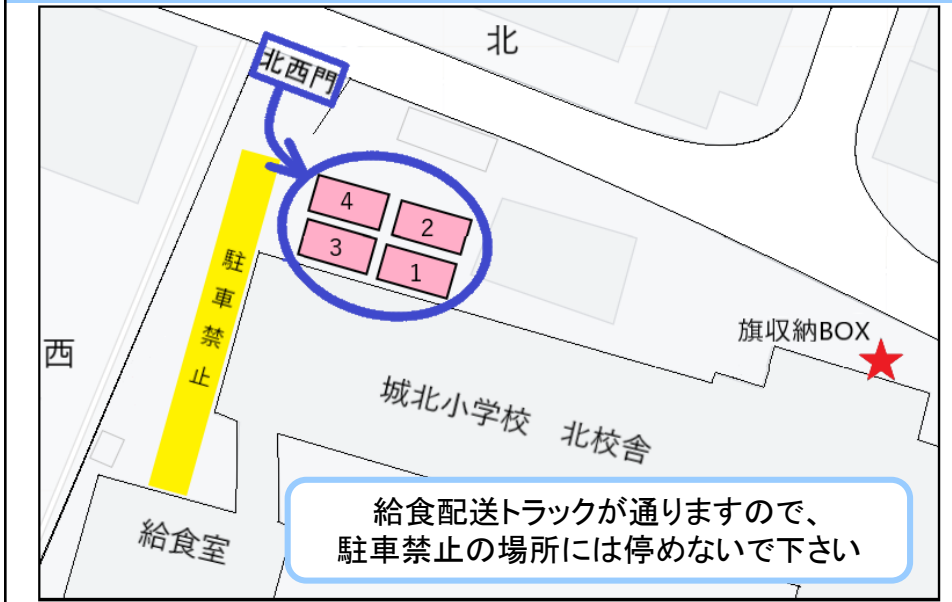 北
北西門
4
2
3
1
駐車禁止
西
旗収納BOX
城北小学校 北校舎
給食室
給食配送トラックが通りますので、
駐車禁止の場所には停めないで下さい